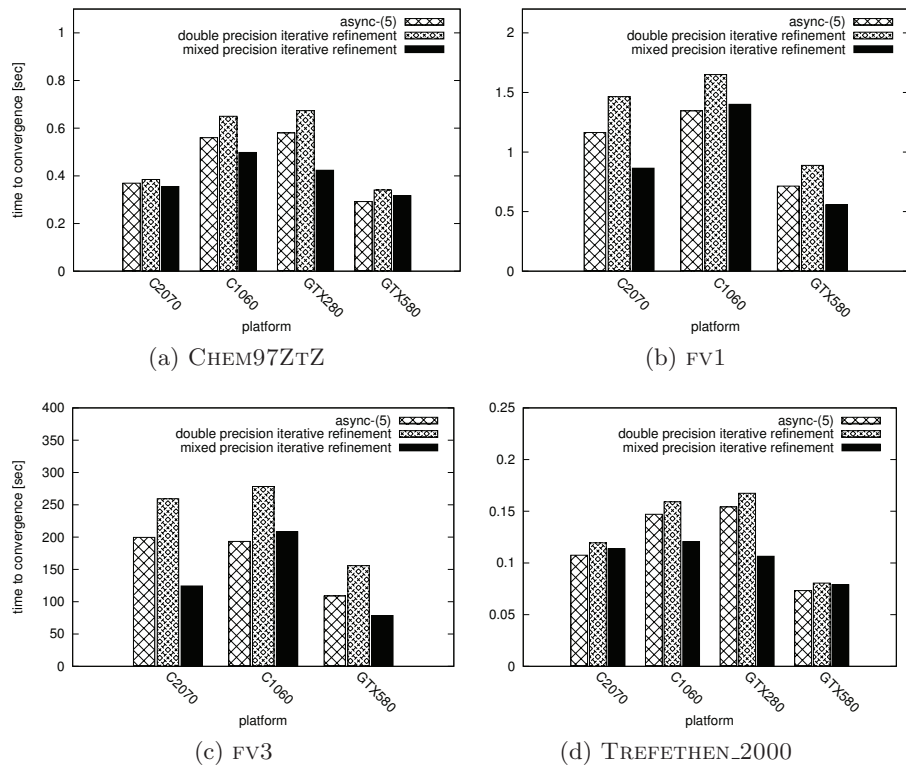 async-(5)
double precision iterative refinement
mixed precision iterative refinement
time to convergence [sec]
1
0.8
0.6
0.4
0.2
0
C2070
C1060
GTX280
GTX580
platform
(a) CHEM97ZTZ
async-(5)
double precision iterative refinement
mixed precision iterative refinement
2
1.5
1
0.5
0
C2070
C1060
GTX580
platform
(b) FV1
async-(5)
double precision iterative refinement
mixed precision iterative refinement
time to convergence [sec]
400
350
300
250
200
150
100
50
0
C2070
C1060
GTX580
platform
(c) FV3
async-(5)
double precision iterative refinement
mixed precision iterative refinement
0.25
0.2
0.15
0.1
0.05
0
C2070
C1060
GTX280
GTX580
platform
(d) TREFETHEN_2000